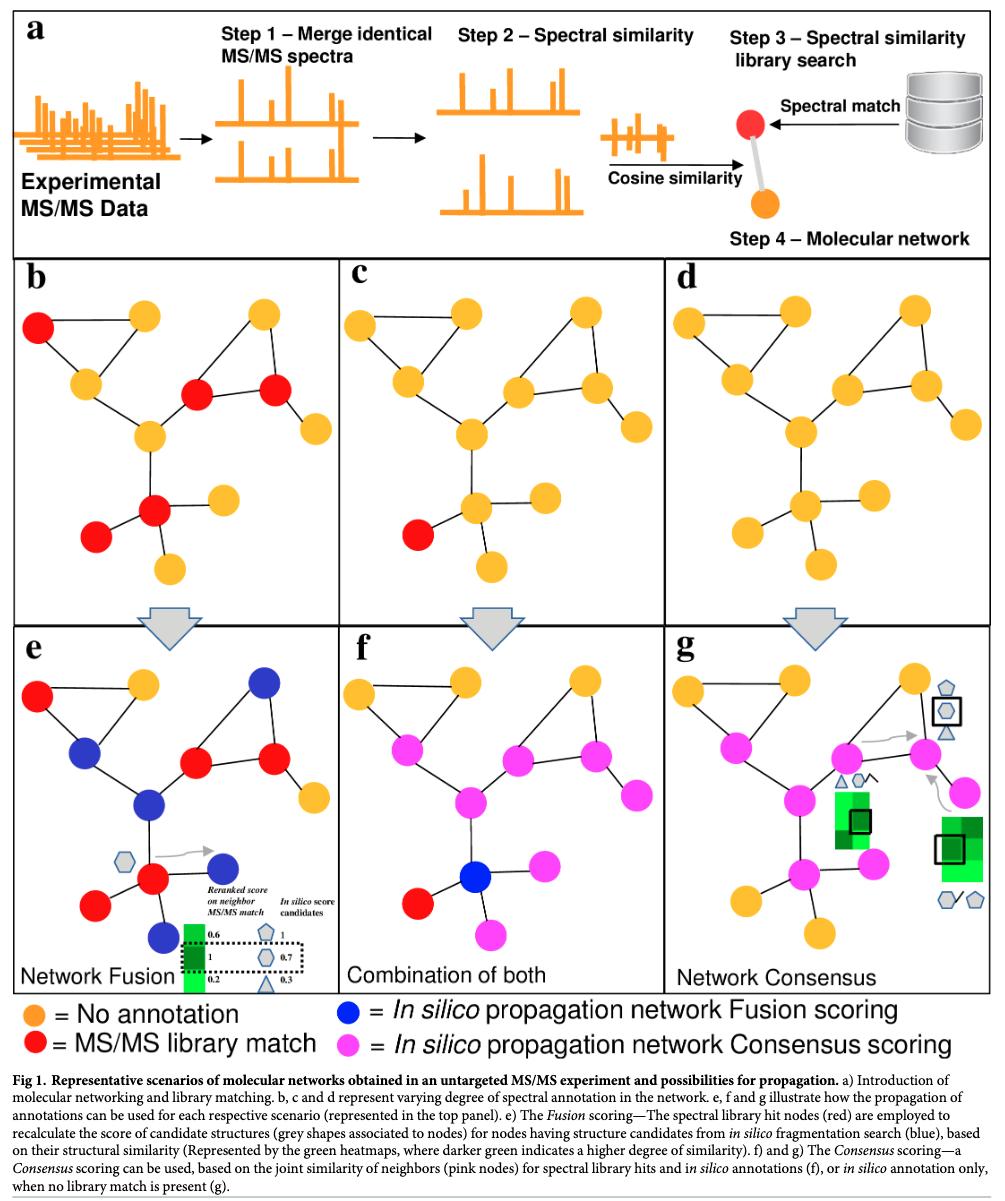 a
Step 1 – Merge identical
MS/MS spectra
Step 2 – Spectral similarity
Step 3 – Spectral similarity
library search
Spectral match
Experimental
MS/MS Data
Cosine similarity
Step 4 – Molecular network
b
c
d
e
Reranked score
on neighbor
MS/MS match
In silico score
candidates
0.6
1
1
0.7
0.2
0.3
Network Fusion
f
Combination of both
g
Network Consensus
= No annotation
= In silico propagation network Fusion scoring
= MS/MS library match
= In silico propagation network Consensus scoring
Fig 1. Representative scenarios of molecular networks obtained in an untargeted MS/MS experiment and possibilities for propagation. a) Introduction of
molecular networking and library matching. b, c and d represent varying degree of spectral annotation in the network. e, f and g illustrate how the propagation of
annotations can be used for each respective scenario (represented in the top panel). e) The Fusion scoring—The spectral library hit nodes (red) are employed to
recalculate the score of candidate structures (grey shapes associated to nodes) for nodes having structure candidates from in silico fragmentation search (blue), based
on their structural similarity (Represented by the green heatmaps, where darker green indicates a higher degree of similarity). f) and g) The Consensus scoring—a
Consensus scoring can be used, based on the joint similarity of neighbors (pink nodes) for spectral library hits and in silico annotations (f), or in silico annotation only,
when no library match is present (g).